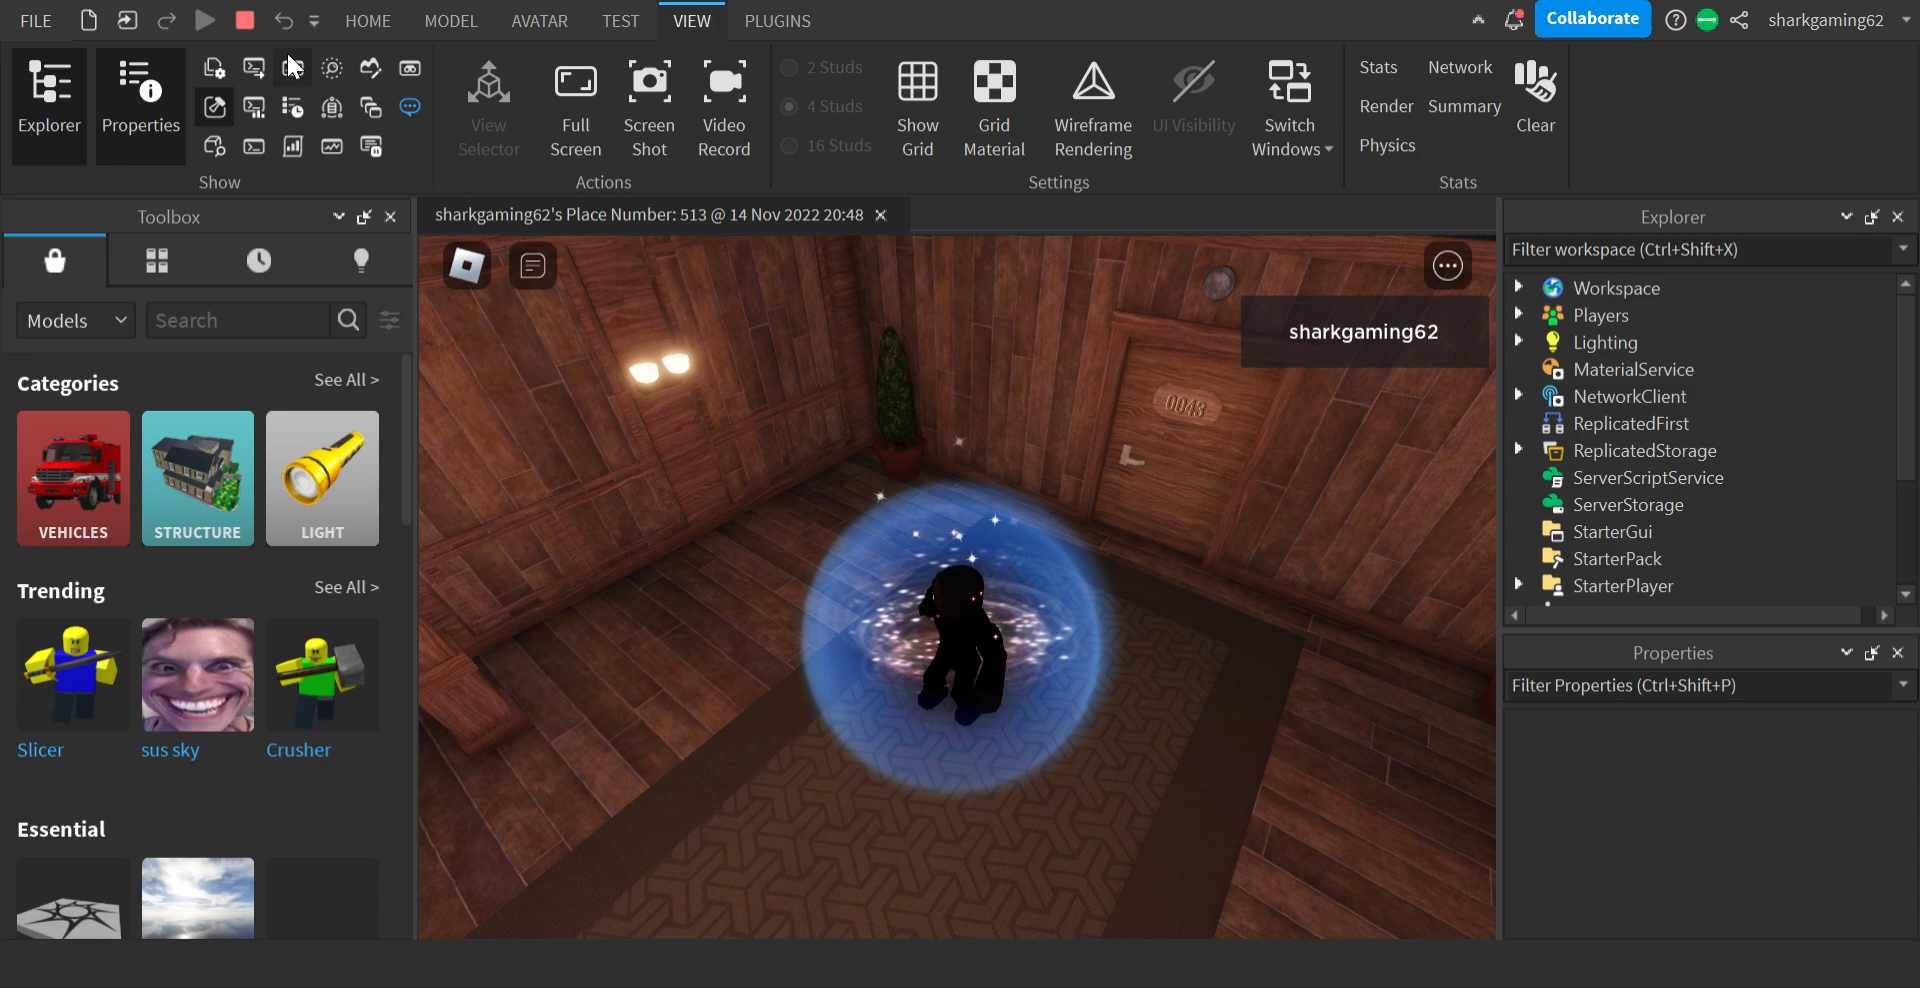 FILE
HOME
MODEL
AVATAR
TEST
VIEW
PLUGINS
Collaborate
sharkgaming62
Explorer
Properties
Show
View
Selector
Full
Screen
Screen
Shot
Video
Record
Actions
2 Studs
4 Studs
16 Studs
Show
Grid
Grid
Material
Wireframe
Rendering
UI Visibility
Switch
Windows
Settings
Stats
Network
Render
Summary
Physics
Clear
Stats
Toolbox
Models
Search
Categories
See All >
VEHICLES
STRUCTURE
LIGHT
Trending
See All >
Slicer
sus sky
Crusher
Essential
sharkgaming62's Place Number: 513 @ 14 Nov 2022 20:48
sharkgaming62
0043
Explorer
Filter workspace (Ctrl+Shift+X)
Workspace
Players
Lighting
MaterialService
NetworkClient
ReplicatedFirst
ReplicatedStorage
ServerScriptService
ServerStorage
StarterGui
StarterPack
StarterPlayer
Properties
Filter Properties (Ctrl+Shift+P)